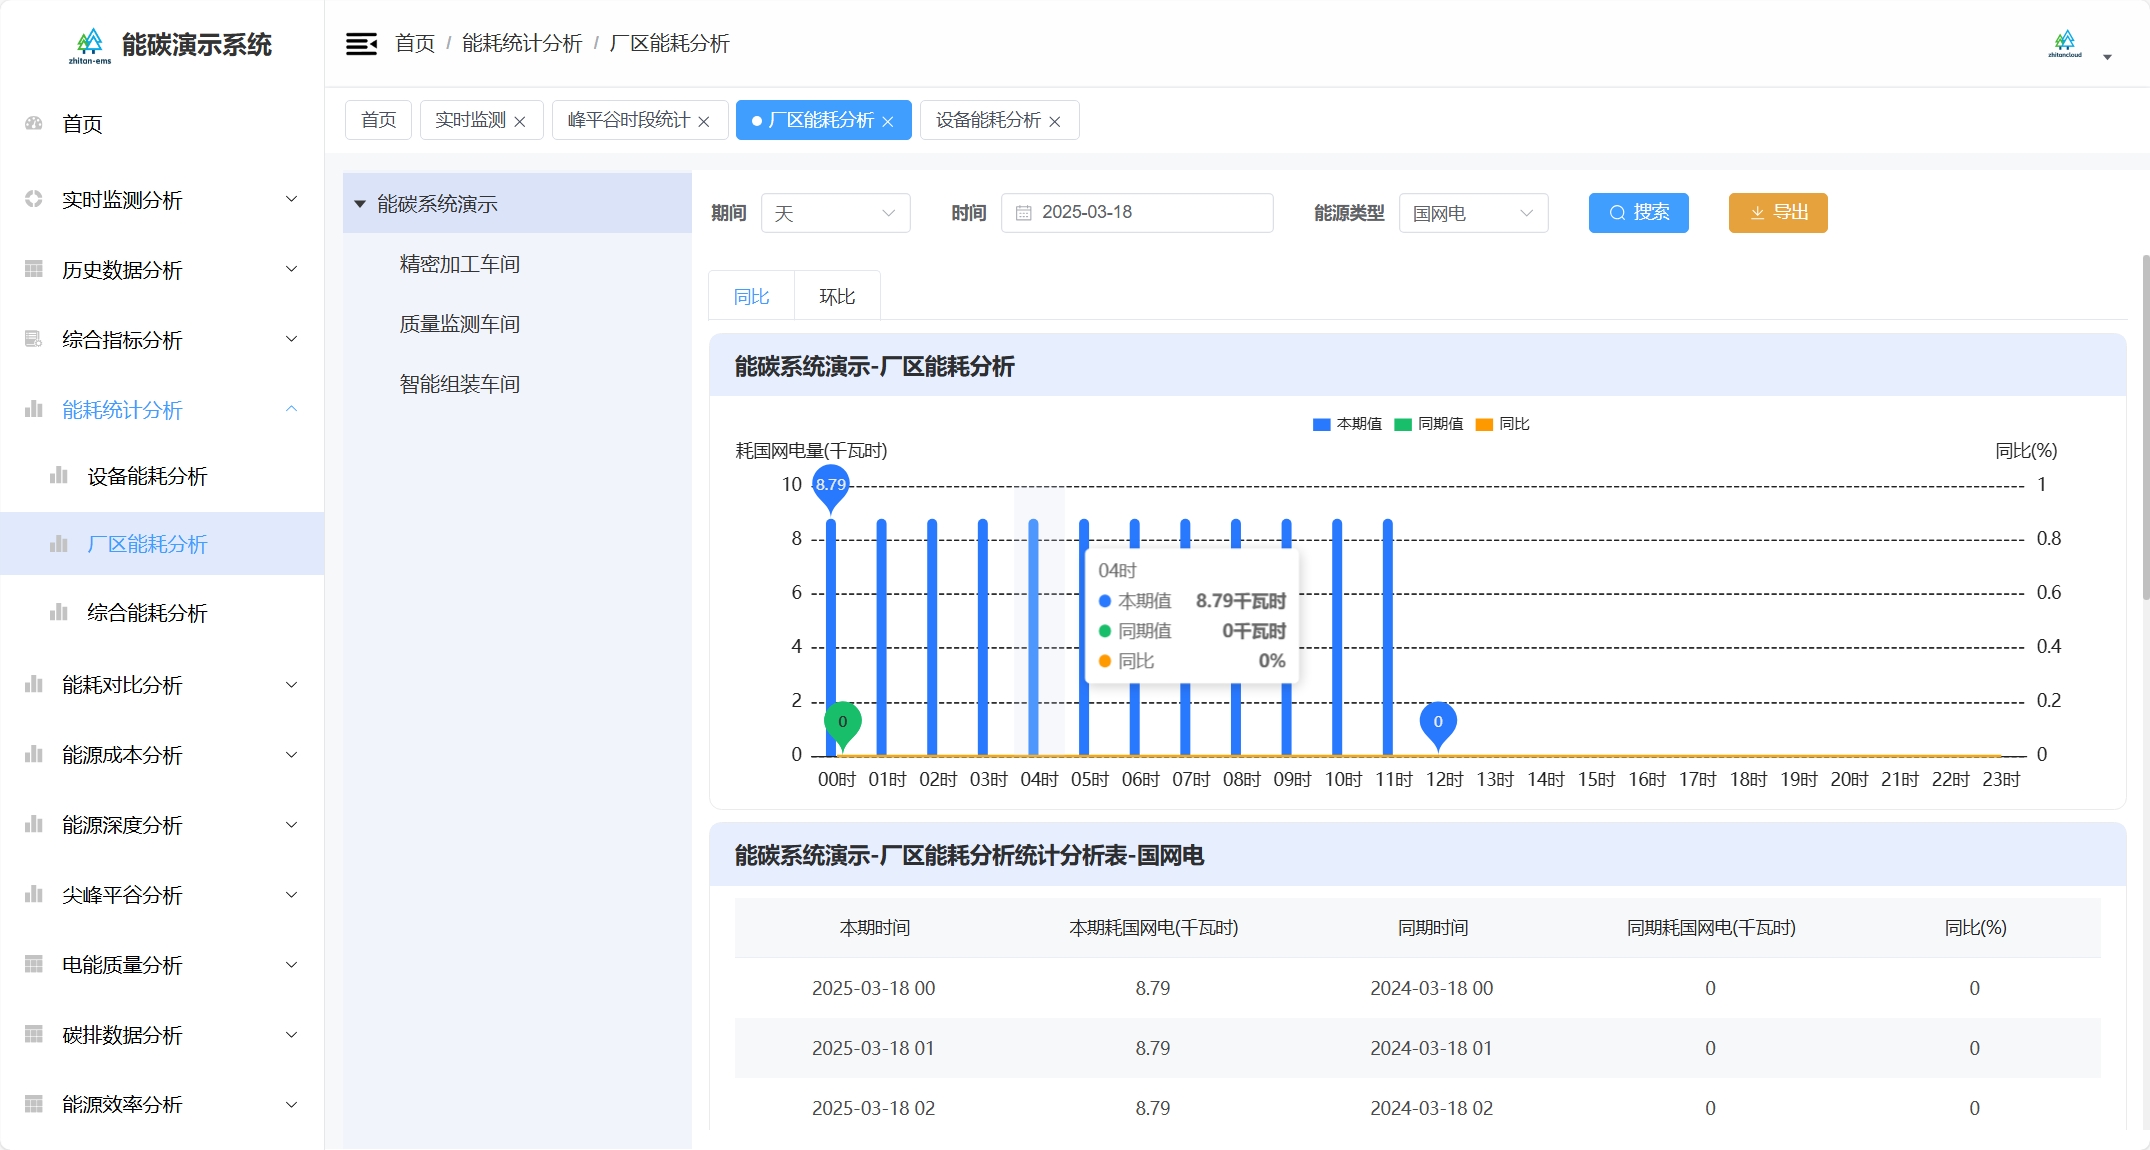 zhitan-ems
能碳演示系统
首页 / 能耗统计分析 / 厂区能耗分析
zhitancloud
首页
实时监测分析
历史数据分析
综合指标分析
能耗统计分析
设备能耗分析
厂区能耗分析
综合能耗分析
能耗对比分析
能源成本分析
能源深度分析
尖峰平谷分析
电能质量分析
碳排数据分析
能源效率分析
首页 实时监测 × 峰平谷时段统计 × 厂区能耗分析 × 设备能耗分析 ×
能碳系统演示
精密加工车间
质量监测车间
智能组装车间
期间 天 时间 2025-03-18 能源类型 国网电 搜索 导出
同比 环比
能碳系统演示-厂区能耗分析
本期值 同期值 同比
耗国网电量(千瓦时) 同比(%)
10 8.79 1
8 0.8
6 0.6
4 0.4
2 0.2
0 0 
0 0
04时
本期值 8.79千瓦时
同期值 0千瓦时
同比 0%
00时 01时 02时 03时 04时 05时 06时 07时 08时 09时 10时 11时 12时 13时 14时 15时 16时 17时 18时 19时 20时 21时 22时 23时
能碳系统演示-厂区能耗分析统计分析表-国网电
本期时间 本期耗国网电(千瓦时) 同期时间 同期耗国网电(千瓦时) 同比(%)
2025-03-18 00 8.79 2024-03-18 00 0 0
2025-03-18 01 8.79 2024-03-18 01 0 0
2025-03-18 02 8.79 2024-03-18 02 0 0